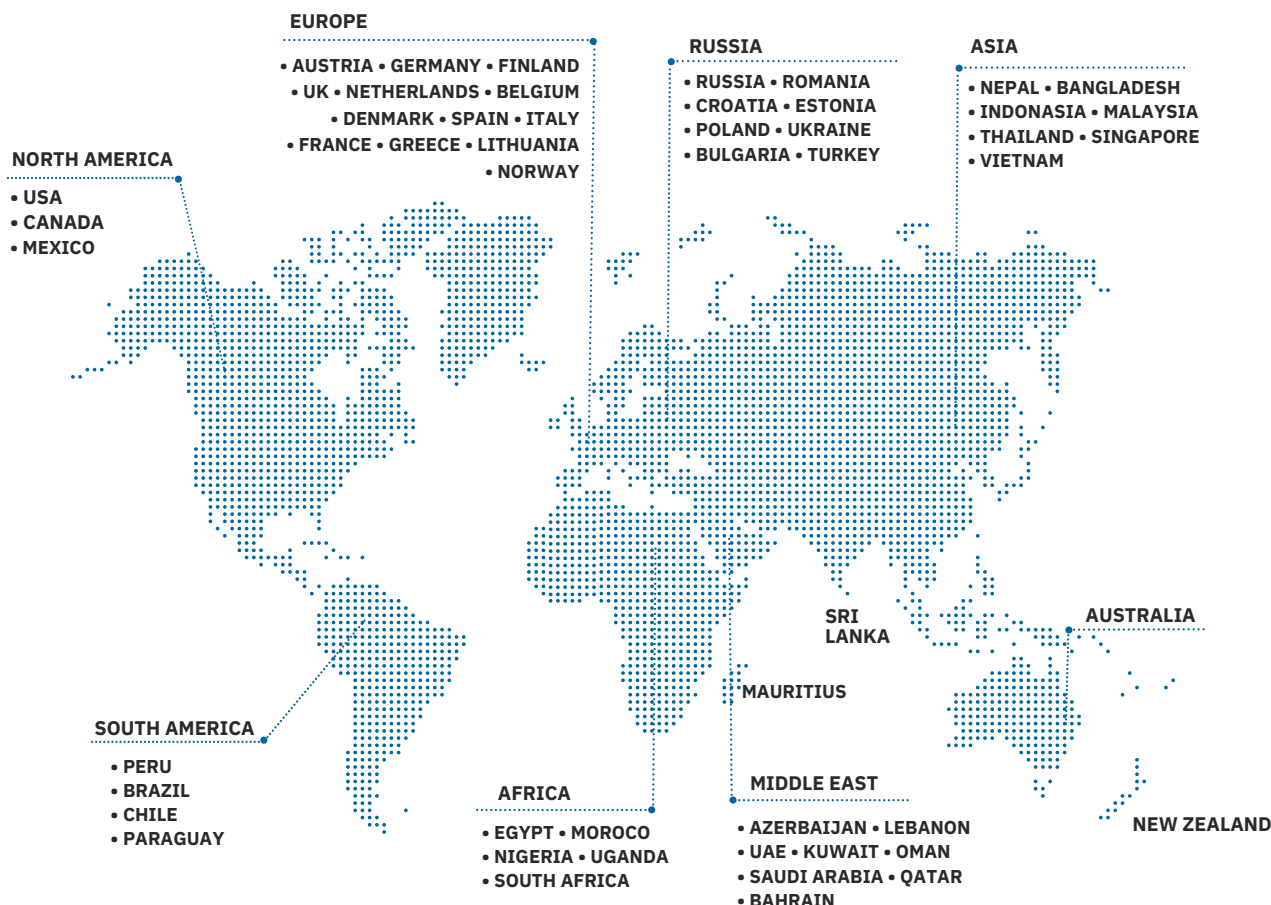 EUROPE
• AUSTRIA • GERMANY • FINLAND
• UK • NETHERLANDS • BELGIUM
• DENMARK • SPAIN • ITALY
• FRANCE • GREECE • LITHUANIA
• NORWAY
RUSSIA
• RUSSIA • ROMANIA
• CROATIA • ESTONIA
• POLAND • UKRAINE
• BULGARIA • TURKEY
ASIA
• NEPAL • BANGLADESH
• INDONASIA • MALAYSIA
• THAILAND • SINGAPORE
• VIETNAM
NORTH AMERICA
• USA
• CANADA
• MEXICO
SRI
LANKA
AUSTRALIA
MAURITIUS
SOUTH AMERICA
• PERU
• BRAZIL
• CHILE
• PARAGUAY
AFRICA
• EGYPT • MOROCO
• NIGERIA • UGANDA
• SOUTH AFRICA
MIDDLE EAST
• AZERBAIJAN • LEBANON
• UAE • KUWAIT • OMAN
• SAUDI ARABIA • QATAR
• BAHRAIN
NEW ZEALAND